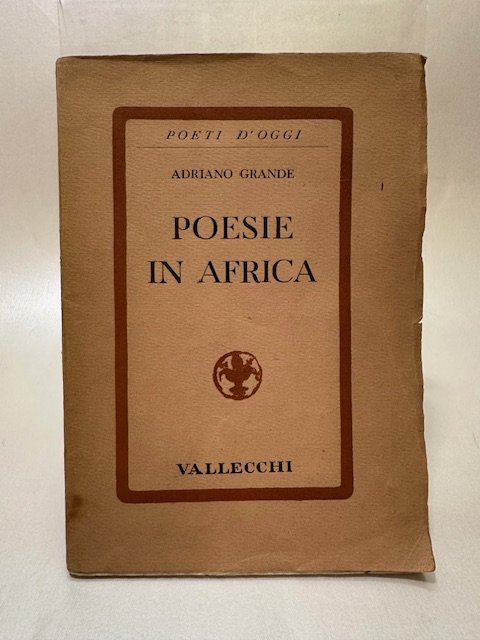 POETI D'OGGI
ADRIANO GRANDE
POESIE
IN AFRICA
VALLECCHI